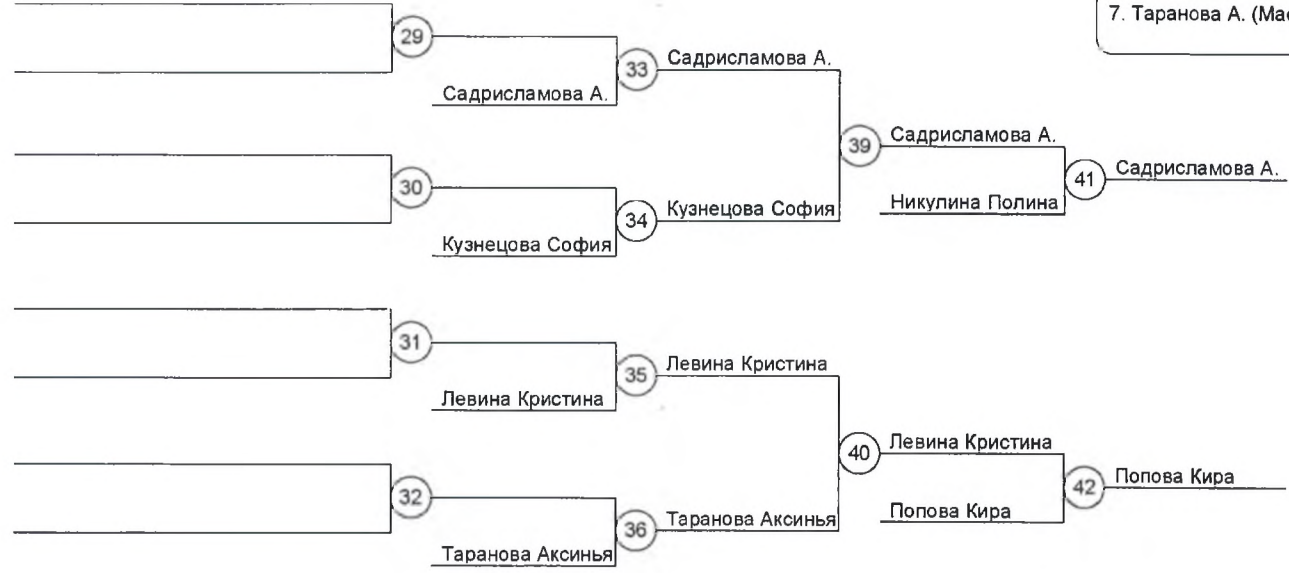 7. Таранова А. (Мас
29
Садрисламова А.
33
Садрисламова А.
Садрисламова А.
39
Садрисламова А.
30
41
Никулина Полина
34
Кузнецова София
Кузнецова София
31
Левина Кристина
35
Левина Кристина
40
Левина Кристина
32
42
Попова Кира
Попова Кира
36
Таранова Аксинья
Таранова Аксинья